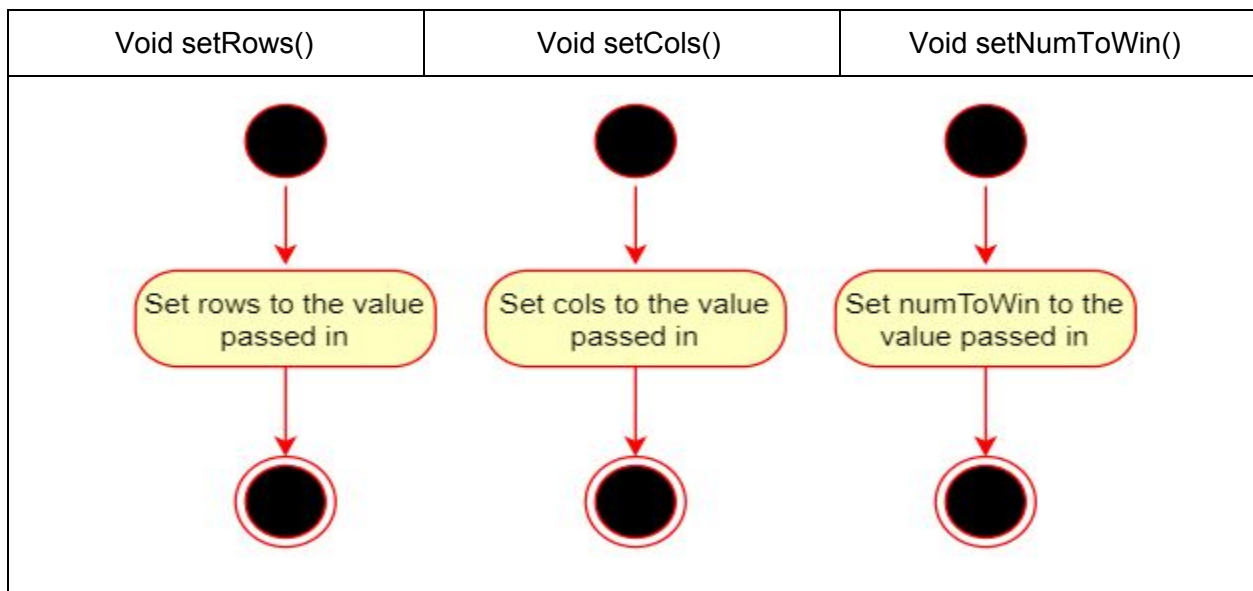 Void setRows()
Void setCols()
Void setNumToWin()
Set rows to the value
passed in
Set cols to the value
passed in
Set numToWin to the
value passed in